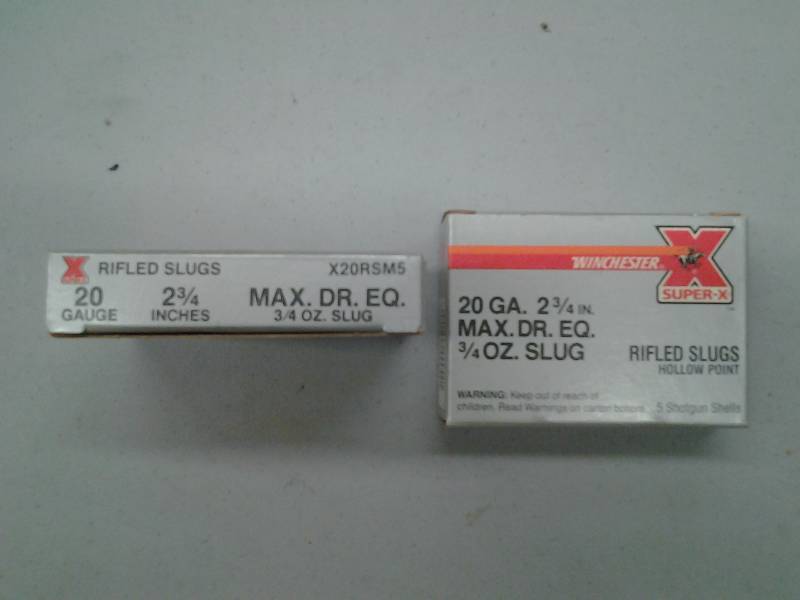 RIFLED SLUGS X20RSM5
20 2¾ MAX. DR. EQ.
GAUGE INCHES 3/4 OZ. SLUG
WINCHESTER X
SUPER-X
20 GA. 2 3/4 IN.
MAX. DR. EQ.
3/4 OZ. SLUG
RIFLED SLUGS
HOLLOW POINT
WARNING: Keep out of reach of
children. Read Warnings on carton bottom.
5 Shotgun Shells